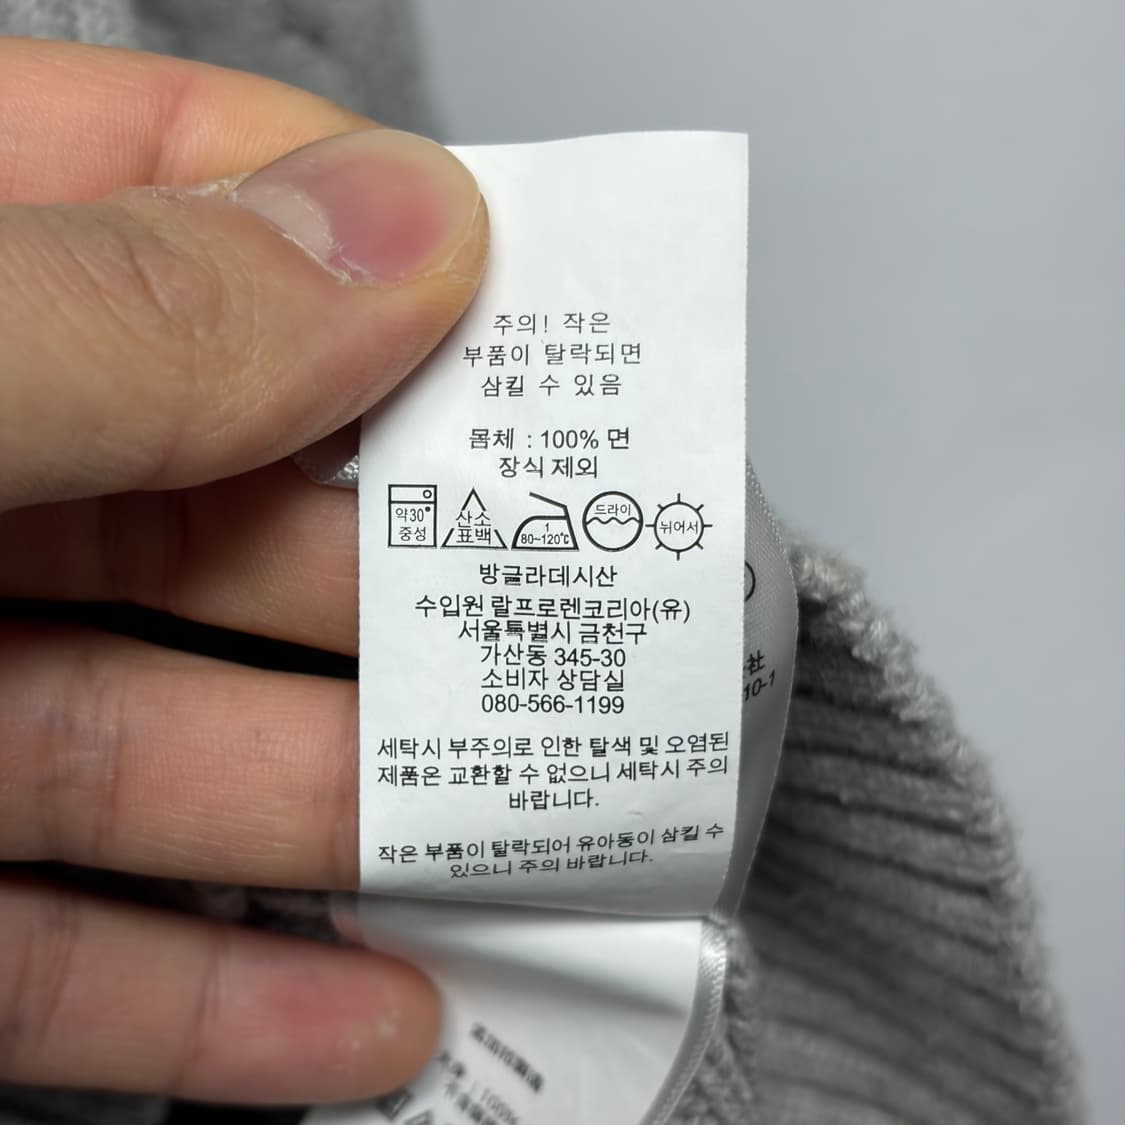 주의! 작은
부품이 탈락되면
삼킬 수 있음
몸체 : 100% 면
장식 제외
약30°
중성
산소
표백
1
80~120℃
드라이
뉘어서
방글라데시산
수입원 랄프로렌코리아(유)
서울특별시 금천구
가산동 345-30
소비자 상담실
080-566-1199
세탁시 부주의로 인한 탈색 및 오염된
제품은 교환할 수 없으니 세탁시 주의
바랍니다.
작은 부품이 탈락되어 유아동이 삼킬 수
있으니 주의 바랍니다.
社
10-1